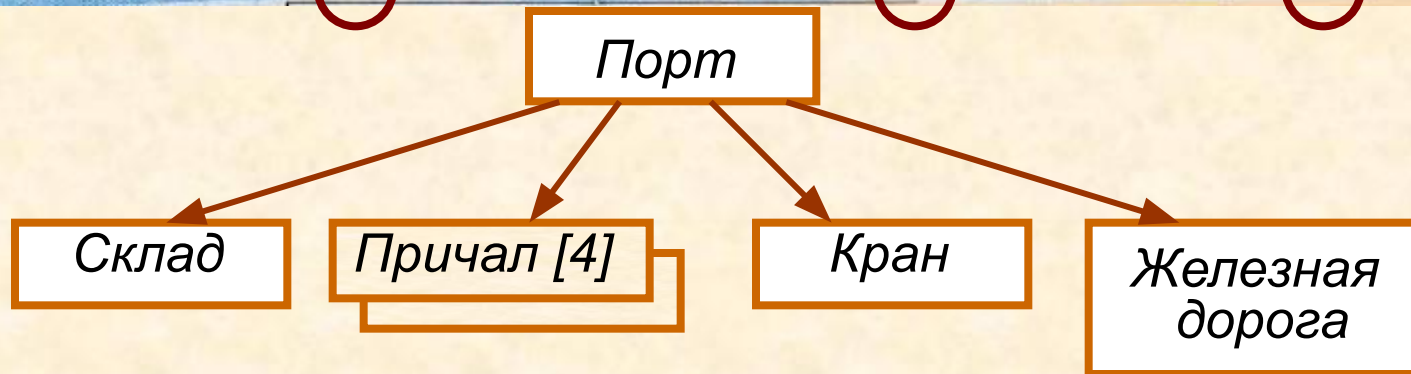 Порт
Склад
Причал [4]
Кран
Железная
дорога